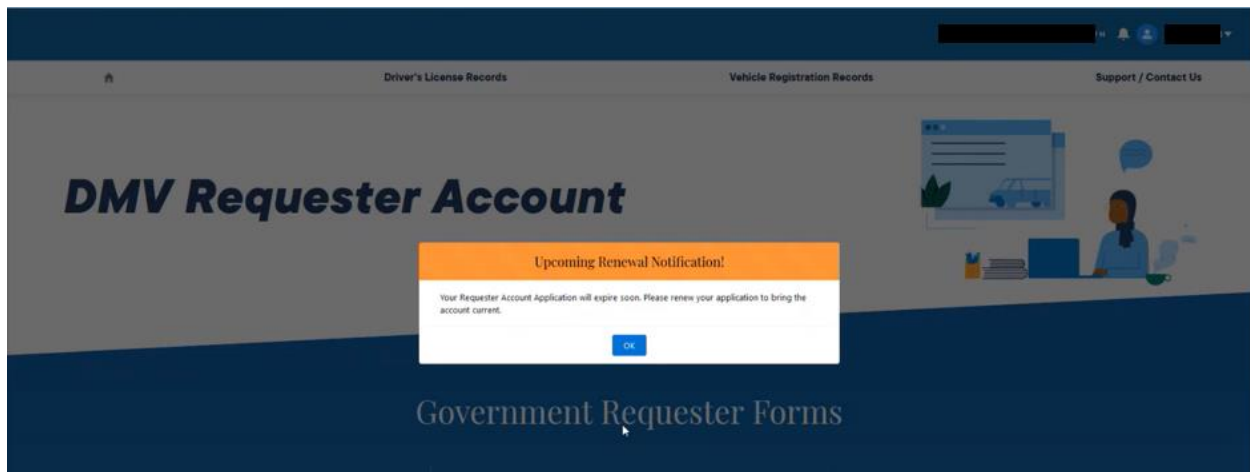 Driver's License Records
Vehicle Registration Records
Support / Contact Us
DMV Requester Account
Upcoming Renewal Notification!
Your Requester Account Application will expire soon. Please renew your application to bring the
account current.
OK
Government Requester Forms